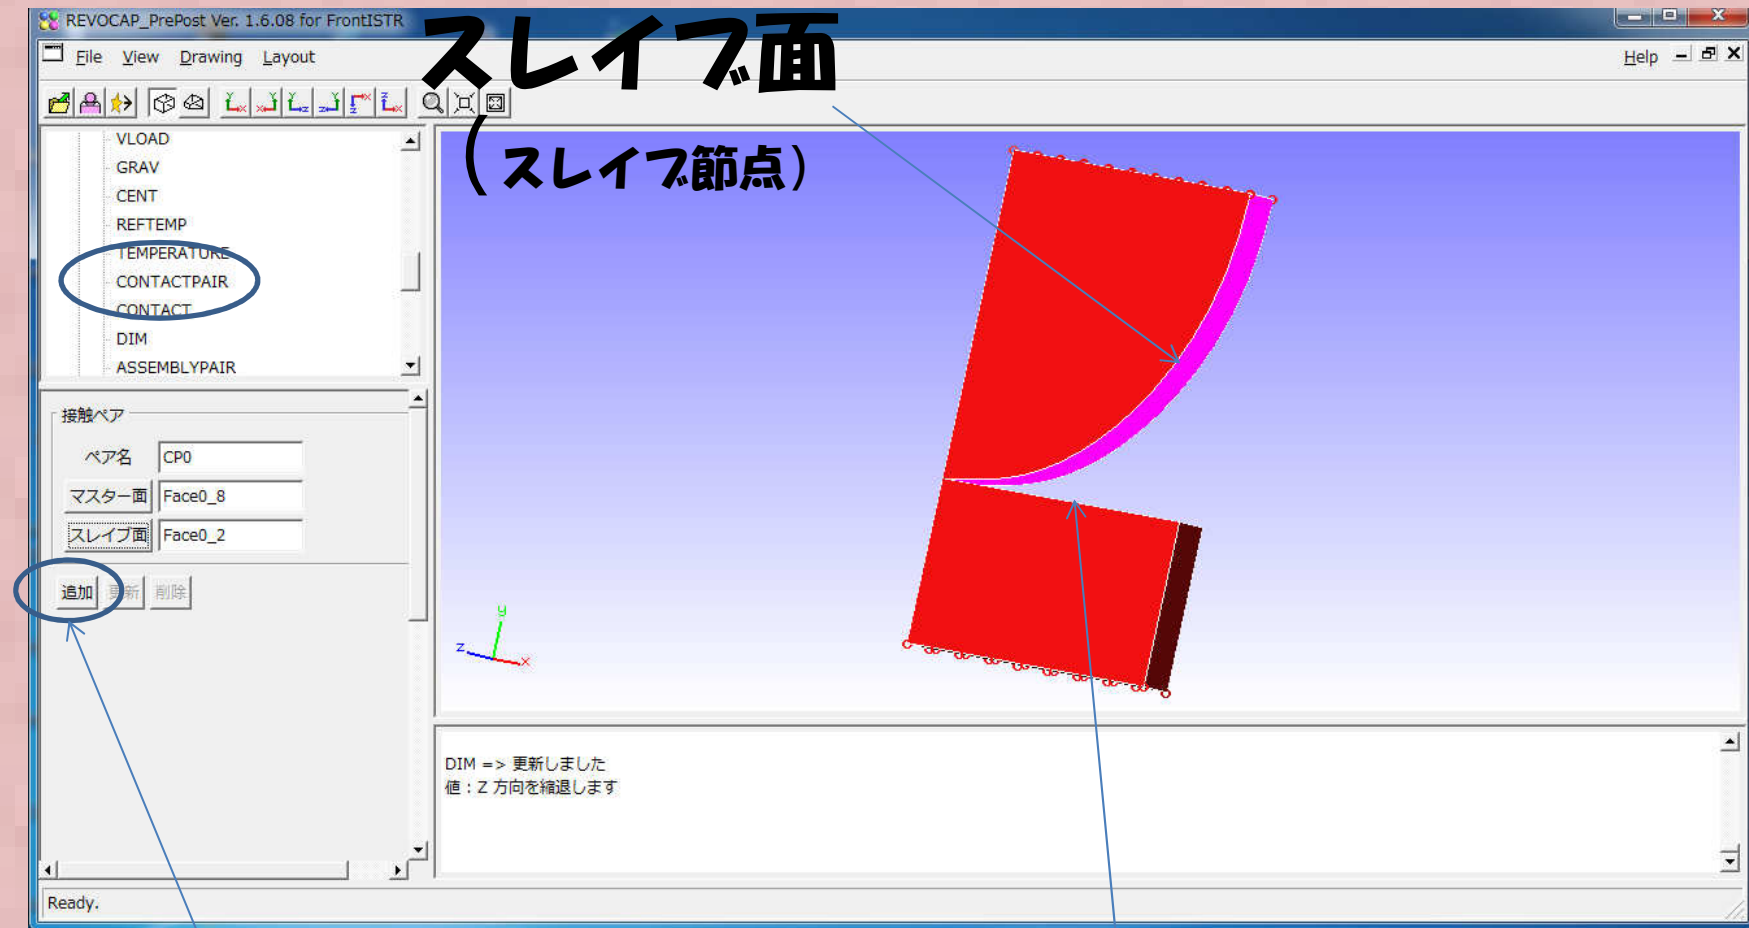 REVOCAP_PrePost Ver. 1.6.08 for FrontISTR
スレイブ面
(スレイブ節点)
File View Drawing Layout
Help
VLOAD
GRAV
CENT
REFTEMP
TEMPERATURE
CONTACTPAIR
CONTACT
DIM
ASSEMBLYPAIR
接触ペア
ペア名 CP0
マスター面 Face0_8
スレイブ面 Face0_2
追加 更新 削除
y
z
x
DIM => 更新しました
値 : Z 方向を縮退します
Ready.